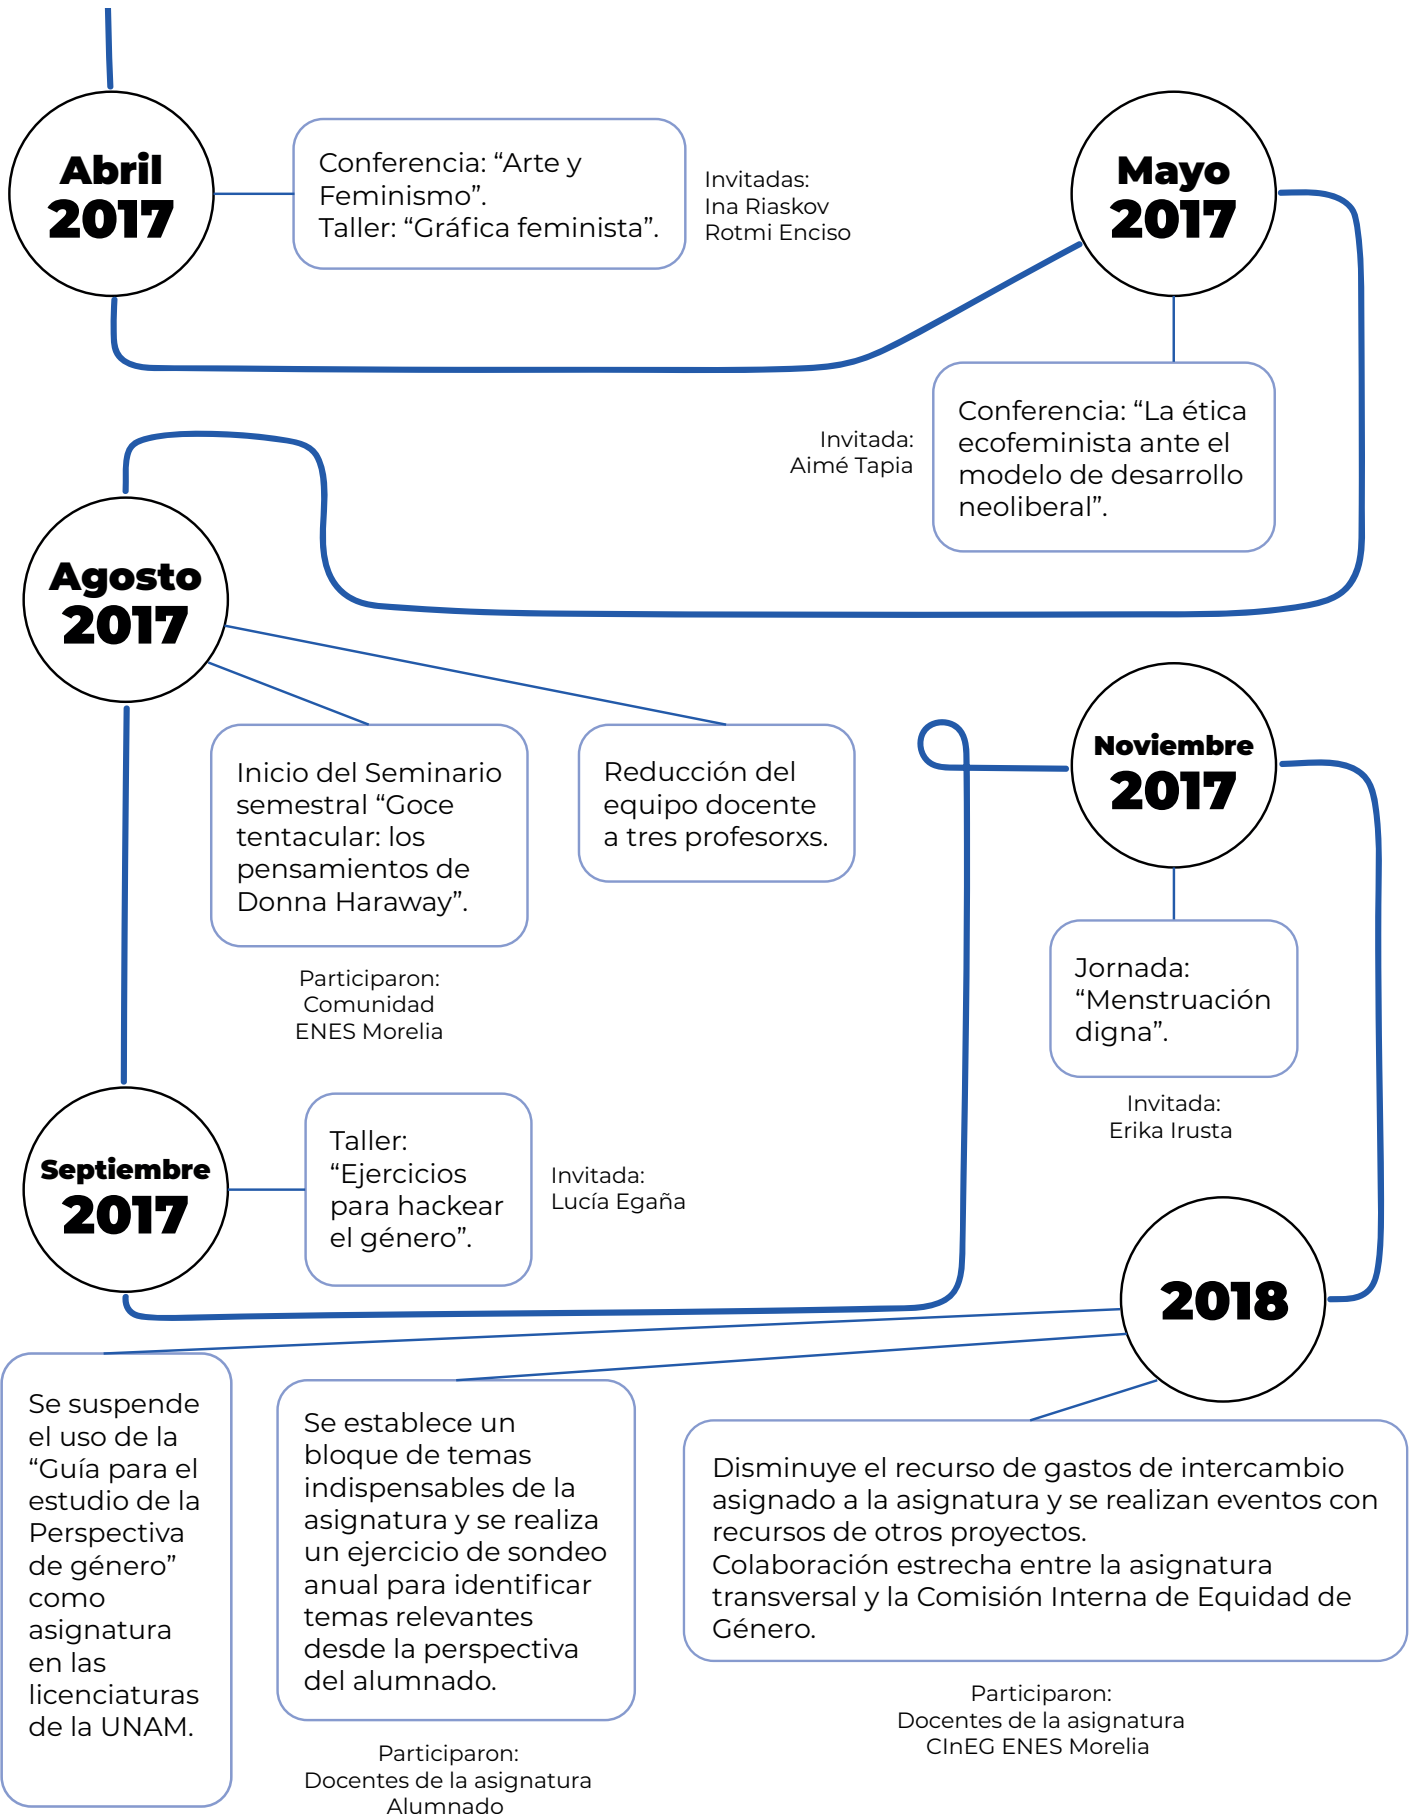 Abril
2017
Conferencia: “Arte y
Feminismo”.
Taller: “Gráfica feminista”.
Invitadas:
Ina Riaskov
Rotmi Enciso
Mayo
2017
Conferencia: “La ética
ecofeminista ante el
modelo de desarrollo
neoliberal”.
Invitada:
Aimé Tapia
Agosto
2017
Inicio del Seminario
semestral “Goce
tentacular: los
pensamientos de
Donna Haraway”.
Participaron:
Comunidad
ENES Morelia
Reducción del
equipo docente
a tres profesorxs.
Septiembre
2017
Taller:
“Ejercicios
para hackear
el género”.
Invitada:
Lucía Egaña
Noviembre
2017
Jornada:
“Menstruación
digna”.
Invitada:
Erika Irusta
2018
Se suspende
el uso de la
“Guía para el
estudio de la
Perspectiva
de género”
como
asignatura
en las
licenciaturas
de la UNAM.
Se establece un
bloque de temas
indispensables de la
asignatura y se realiza
un ejercicio de sondeo
anual para identificar
temas relevantes
desde la perspectiva
del alumnado.
Participaron:
Docentes de la asignatura
Alumnado
Disminuye el recurso de gastos de intercambio
asignado a la asignatura y se realizan eventos con
recursos de otros proyectos.
Colaboración estrecha entre la asignatura
transversal y la Comisión Interna de Equidad de
Género.
Participaron:
Docentes de la asignatura
CInEG ENES Morelia